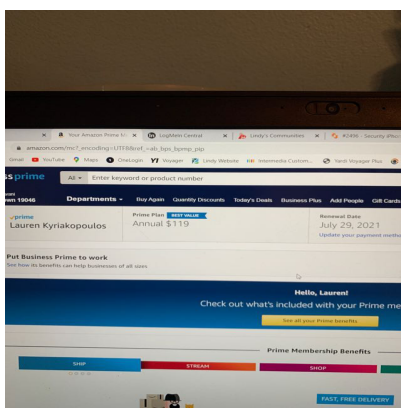 Your Amazon Prime
LogMeIn Central
Lindy's Communities
Security
amazon.com
Gmail YouTube Maps OneLogin Voyager Lindy Website Intermedia Custom... Yardi Voyager Plus
prime
All
Enter keyword or product number
19046
Departments
Buy Again
Quantity Discounts
Today's Deals
Business Plus
Add People
Gift Cards
prime
Lauren Kyriakopoulos
Prime Plan BEST VALUE
Annual $119
Renewal Date
July 29, 2021
Update your payment
Put Business Prime to work
See how its benefits can help businesses of all sizes
Hello, Lauren!
Check out what's included with your Prime
See all your Prime benefits
Prime Membership Benefits
SHIP
STREAM
SHOP
FAST, FREE DELIVERY